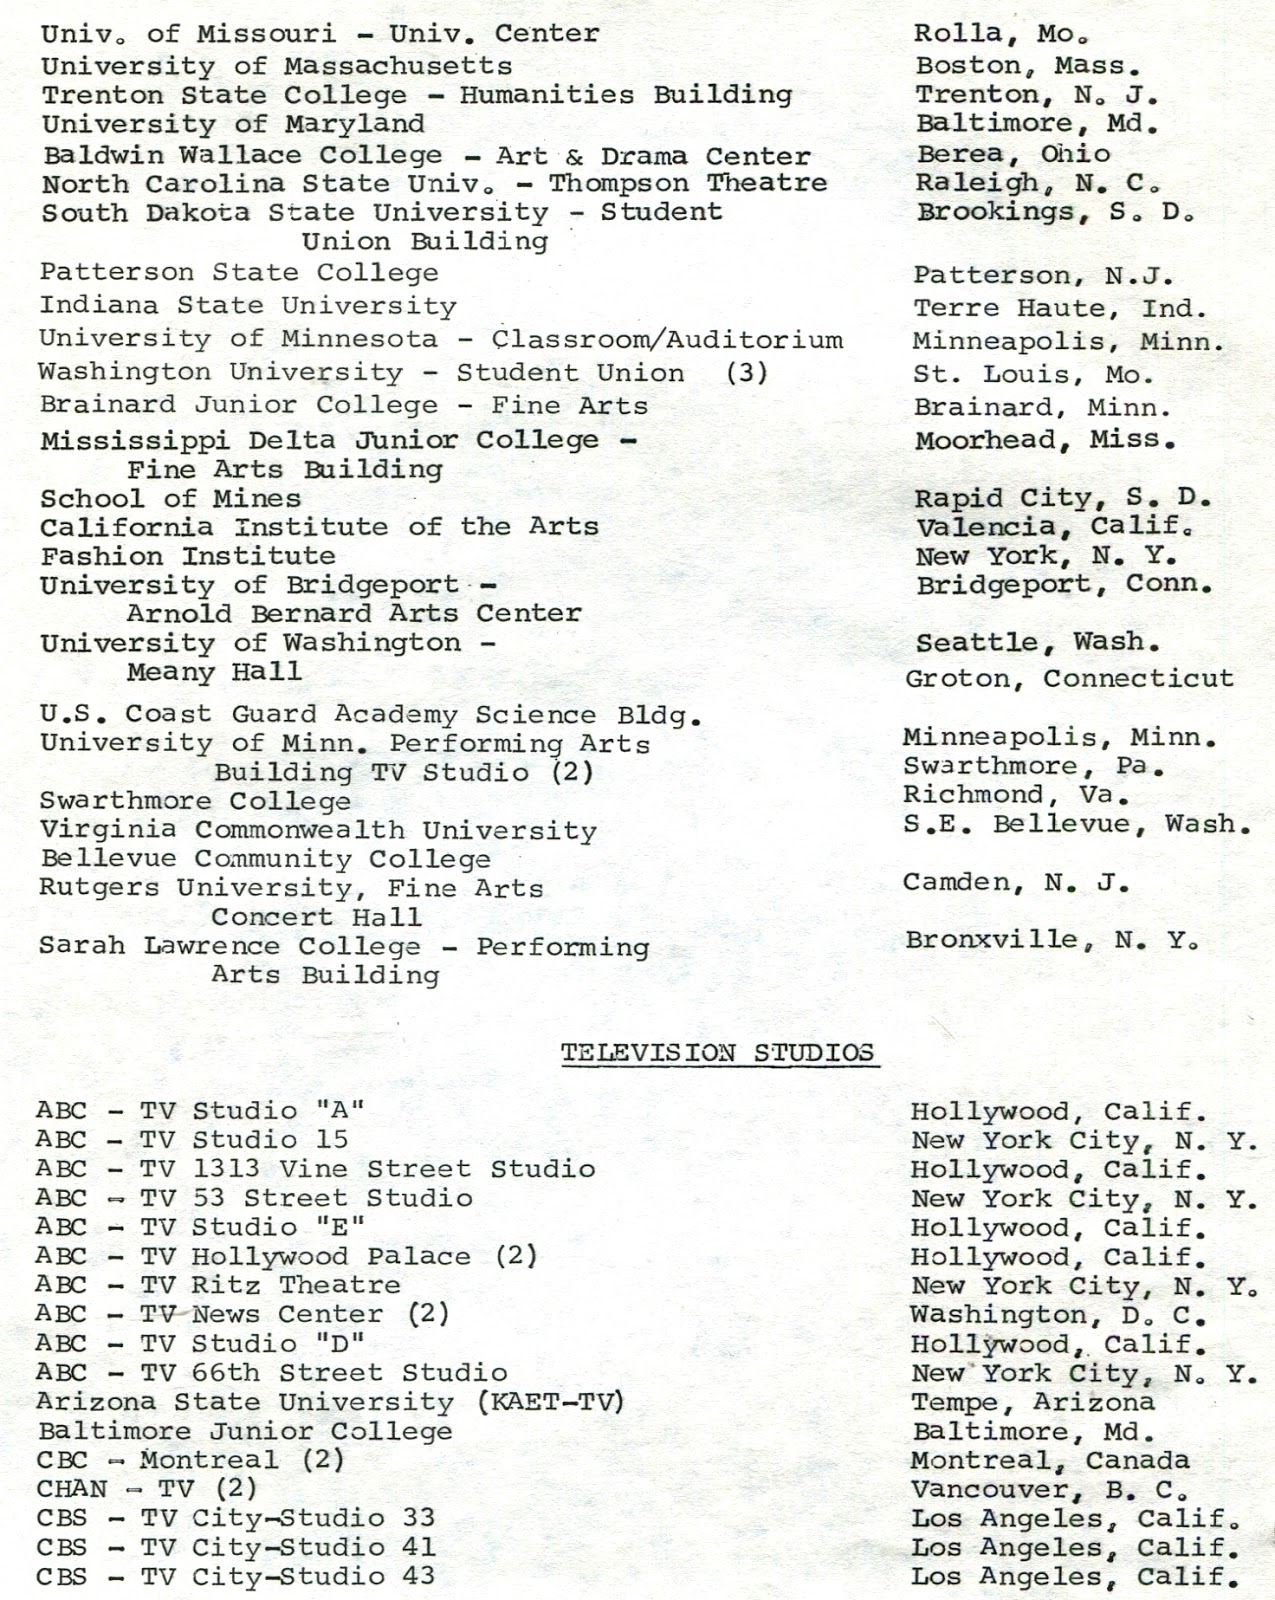 Univ. of Missouri - Univ. Center Rolla, Mo.
University of Massachusetts Boston, Mass.
Trenton State College - Humanities Building Trenton, N. J.
University of Maryland Baltimore, Md.
Baldwin Wallace College - Art & Drama Center Berea, Ohio
North Carolina State Univ. - Thompson Theatre Raleigh, N. C.
South Dakota State University - Student Brookings, S. D.
Union Building
Patterson State College Patterson, N.J.
Indiana State University Terre Haute, Ind.
University of Minnesota - Classroom/Auditorium Minneapolis, Minn.
Washington University - Student Union (3) St. Louis, Mo.
Brainard Junior College - Fine Arts Brainard, Minn.
Mississippi Delta Junior College - Moorhead, Miss.
Fine Arts Building
School of Mines Rapid City, S. D.
California Institute of the Arts Valencia, Calif.
Fashion Institute New York, N. Y.
University of Bridgeport - Bridgeport, Conn.
Arnold Bernard Arts Center
University of Washington - Seattle, Wash.
Meany Hall
Groton, Connecticut
U.S. Coast Guard Academy Science Bldg.
University of Minn. Performing Arts Minneapolis, Minn.
Building TV Studio (2) Swarthmore, Pa.
Swarthmore College Richmond, Va.
Virginia Commonwealth University S.E. Bellevue, Wash.
Bellevue Community College
Rutgers University, Fine Arts Camden, N. J.
Concert Hall
Sarah Lawrence College - Performing Bronxville, N. Y.
Arts Building
TELEVISION STUDIOS
ABC - TV Studio "A" Hollywood, Calif.
ABC - TV Studio 15 New York City, N. Y.
ABC - TV 1313 Vine Street Studio Hollywood, Calif.
ABC - TV 53 Street Studio New York City, N. Y.
ABC - TV Studio "E" Hollywood, Calif.
ABC - TV Hollywood Palace (2) Hollywood, Calif.
ABC - TV Ritz Theatre New York City, N. Y.
ABC - TV News Center (2) Washington, D. C.
ABC - TV Studio "D" Hollywood, Calif.
ABC - TV 66th Street Studio New York City, N. Y.
Arizona State University (KAET-TV) Tempe, Arizona
Baltimore Junior College Baltimore, Md.
CBC - Montreal (2) Montreal, Canada
CHAN - TV (2) Vancouver, B. C.
CBS - TV City-Studio 33 Los Angeles, Calif.
CBS - TV City-Studio 41 Los Angeles, Calif.
CBS - TV City-Studio 43 Los Angeles, Calif.